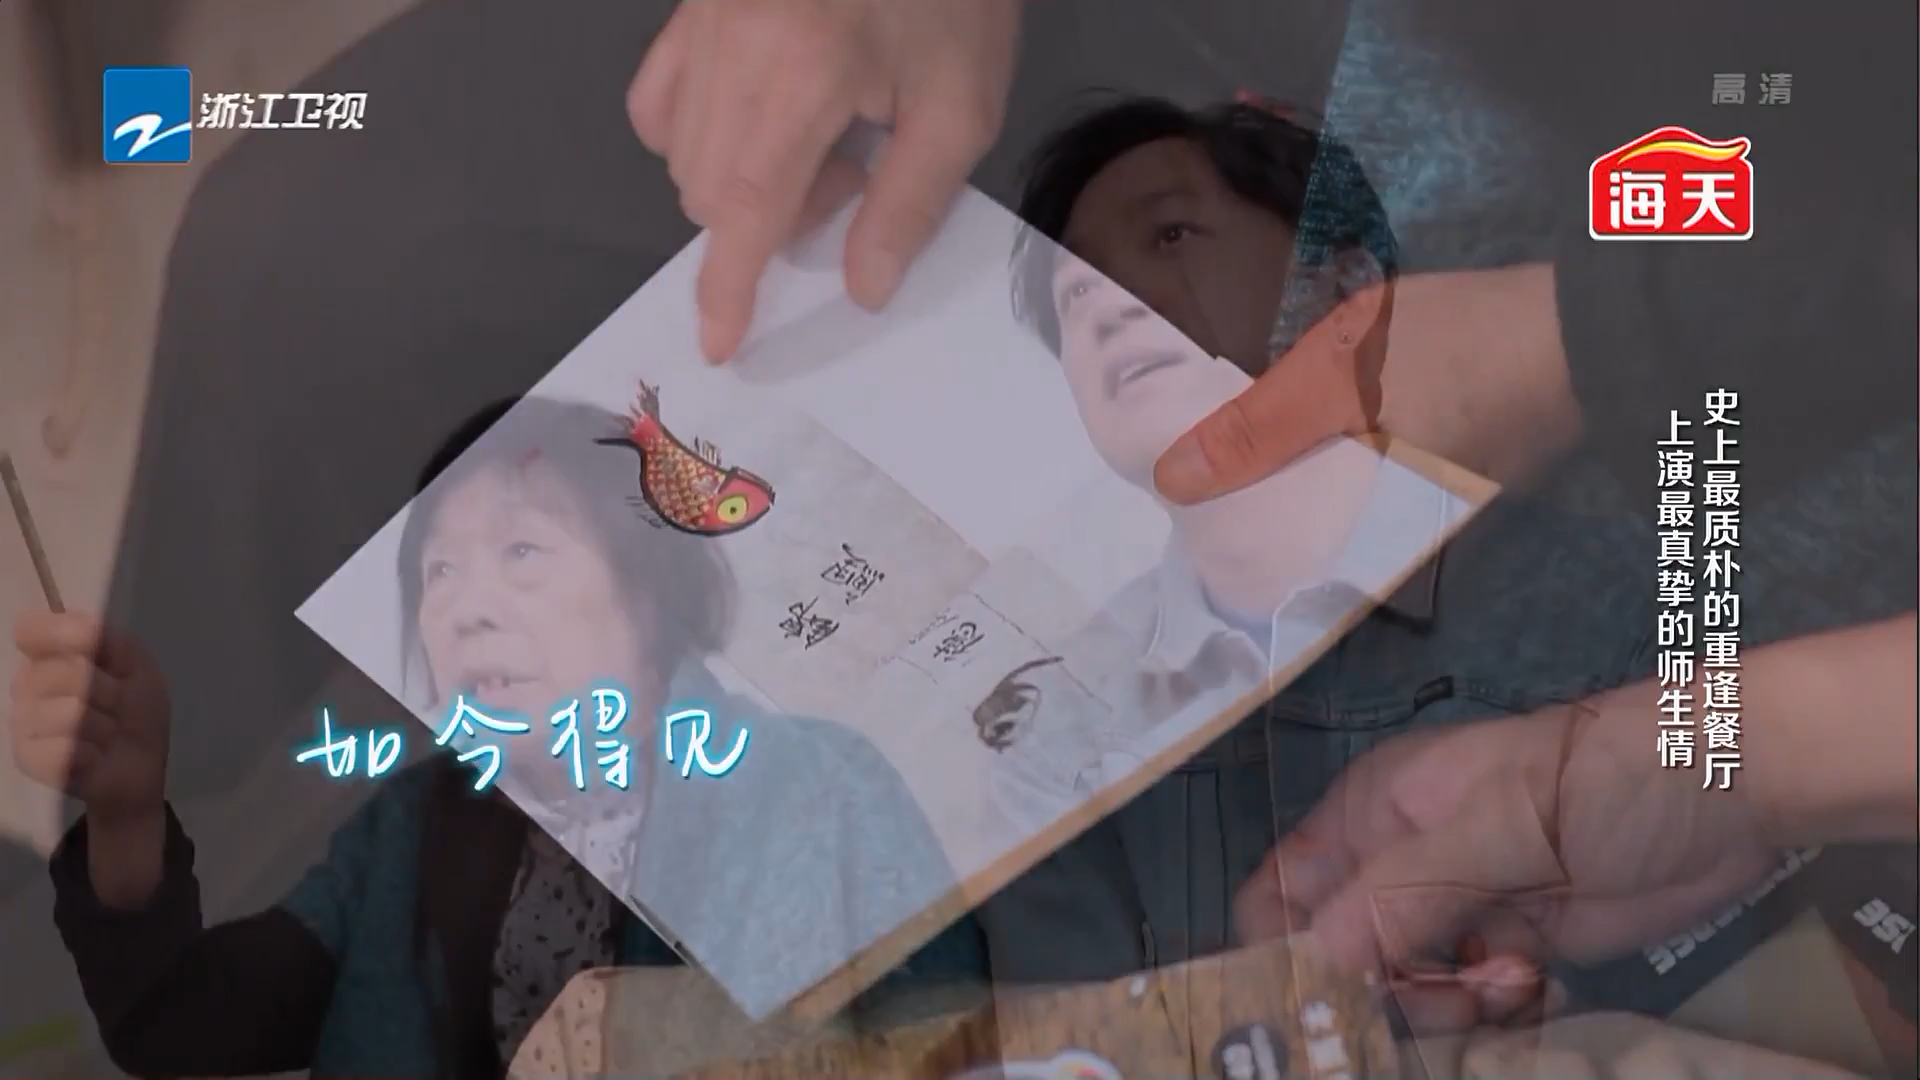 浙江卫视
高清
海天
史上最质朴的重逢餐厅
上演最真挚的师生情
如今得见